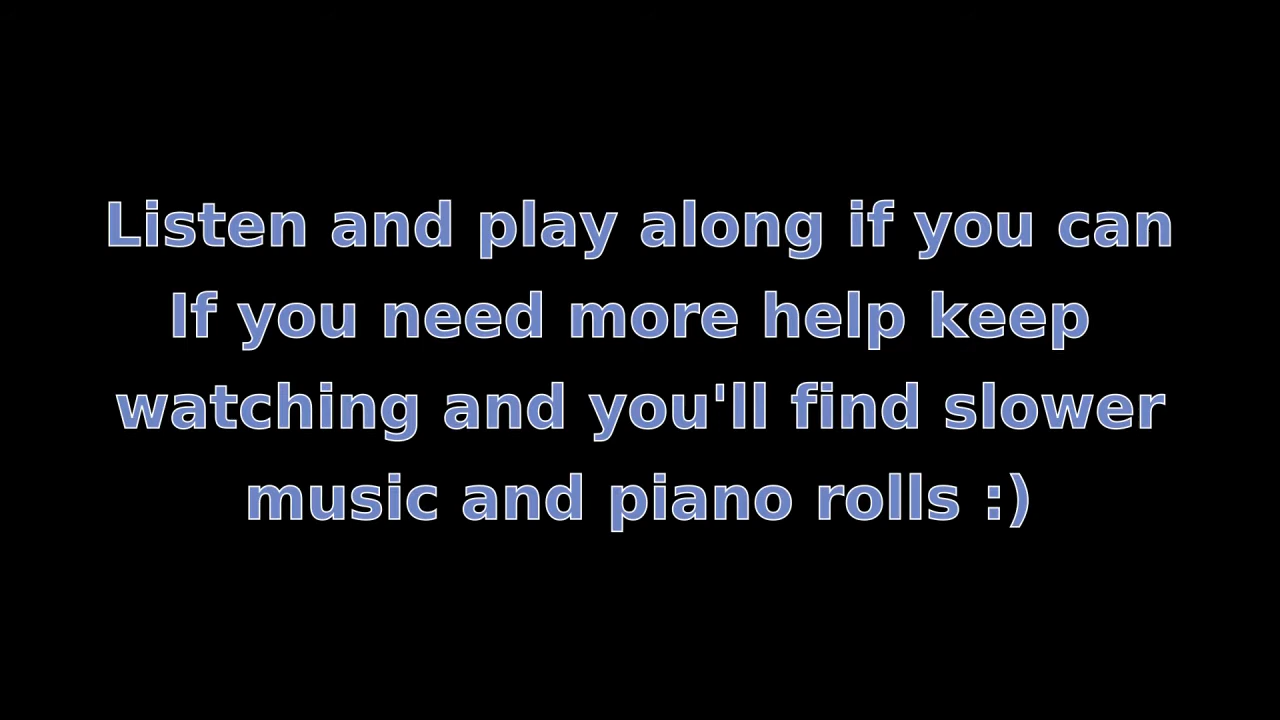 Listen and play along if you can
If you need more help keep
watching and you'll find slower
music and piano rolls :)